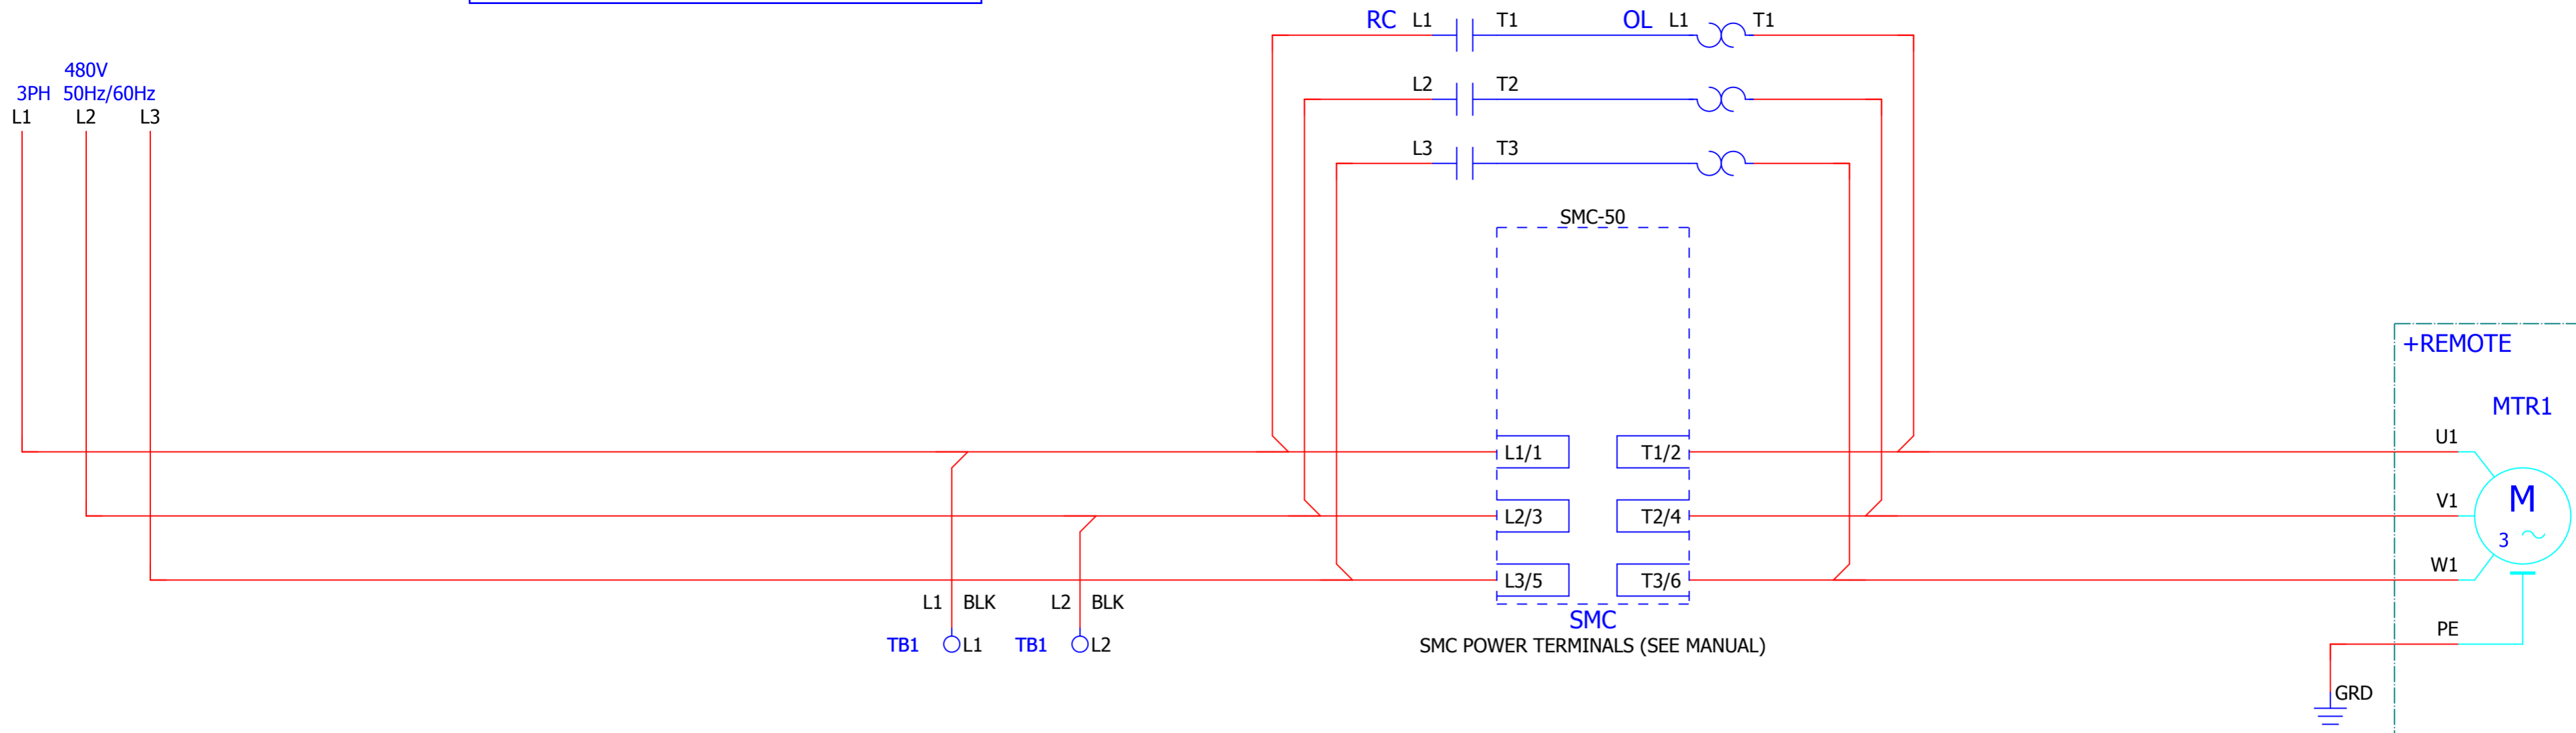 RC L1 T1 OL L1 T1
480V
3PH 50Hz/60Hz
L1 L2 L3
L2 T2
L3 T3
SMC-50
+REMOTE
MTR1
U1
L1/1 T1/2
M
V1
L2/3 T2/4
3
W1
L3/5 T3/6
L1 BLK L2 BLK
SMC
TB1 L1 TB1 L2
SMC POWER TERMINALS (SEE MANUAL)
PE
GRD